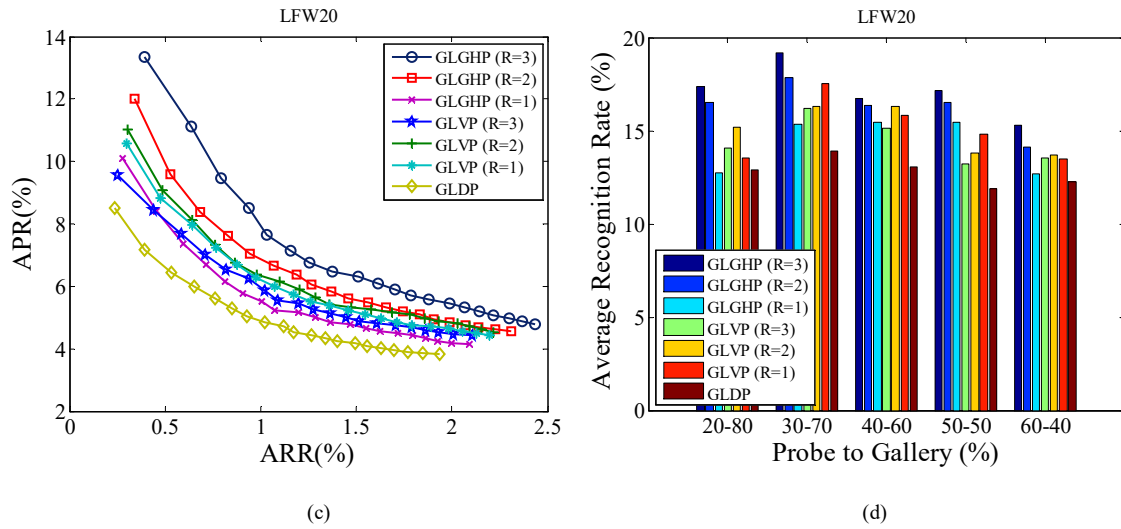 LFW20
14
12
10
8
6
4
2
APR(%)
0
0.5
1
1.5
2
2.5
ARR(%)
GLGHP (R=3)
GLGHP (R=2)
GLGHP (R=1)
GLVP (R=3)
GLVP (R=2)
GLVP (R=1)
GLDP
(c)
LFW20
20
15
10
5
0
Average Recognition Rate (%)
GLGHP (R=3)
GLGHP (R=2)
GLGHP (R=1)
GLVP (R=3)
GLVP (R=2)
GLVP (R=1)
GLDP
20-80
30-70
40-60
50-50
60-40
Probe to Gallery (%)
(d)